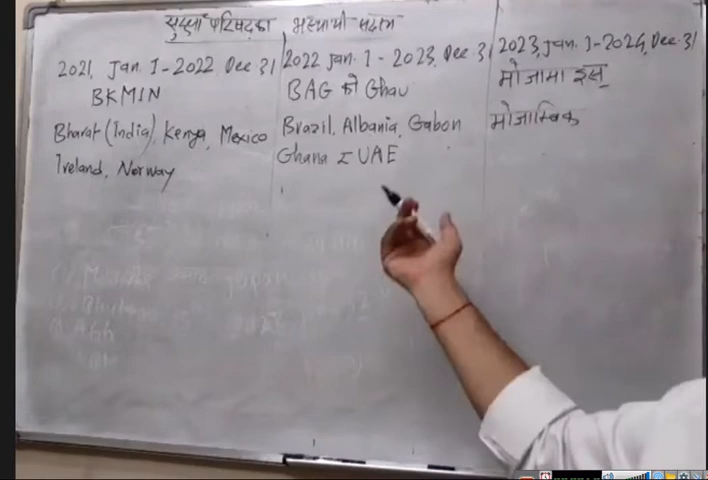 सुरक्षा परिषदका अस्थायी सदस्य
2021, Jan. 1-2022 Dec 31
BKMIN
Bharat (India), Kenya, Mexico
Ireland, Norway
2022 Jan. 1 - 2023, Dec. 31
BAG को Ghau
Brazil, Albania, Gabon
Ghana र UAE
2023, Jan. 1-2024, Dec. 31
मोजामा इसु
मोजाम्बिक